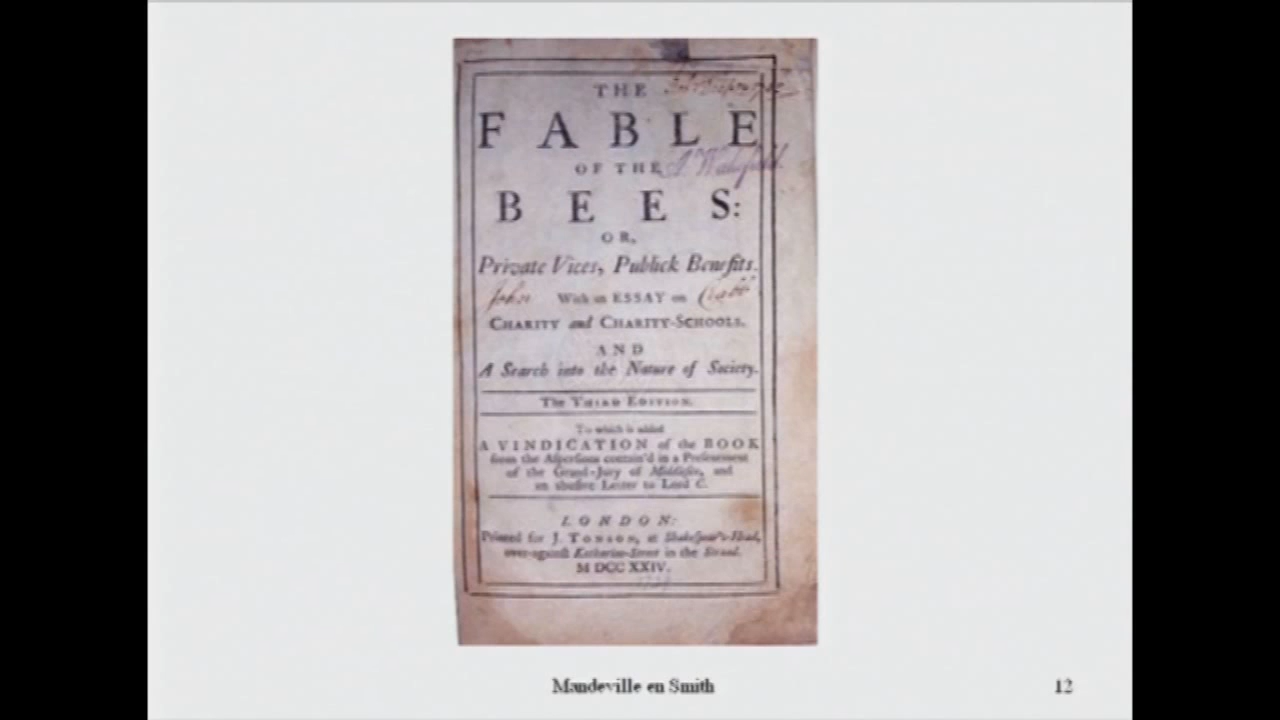 THE
FABLE
OF THE
BEES:
OR,
Private Vices, Publick Benefits.
John With an ESSAY on
CHARITY and CHARITY-SCHOOLS.
AND
A Search into the Nature of Society.
The THIRD EDITION.
To which is added
A VINDICATION of the BOOK
from the Aspersions contain'd in a Presentment
of the Grand-Jury of Middlesex, and
an abusive Letter to Lord C.
LONDON:
Printed for J. TONSON, at Shakespear's-Head,
over-against Katharine-Street in the Strand.
M DCC XXIV.
Mandeville en Smith
12